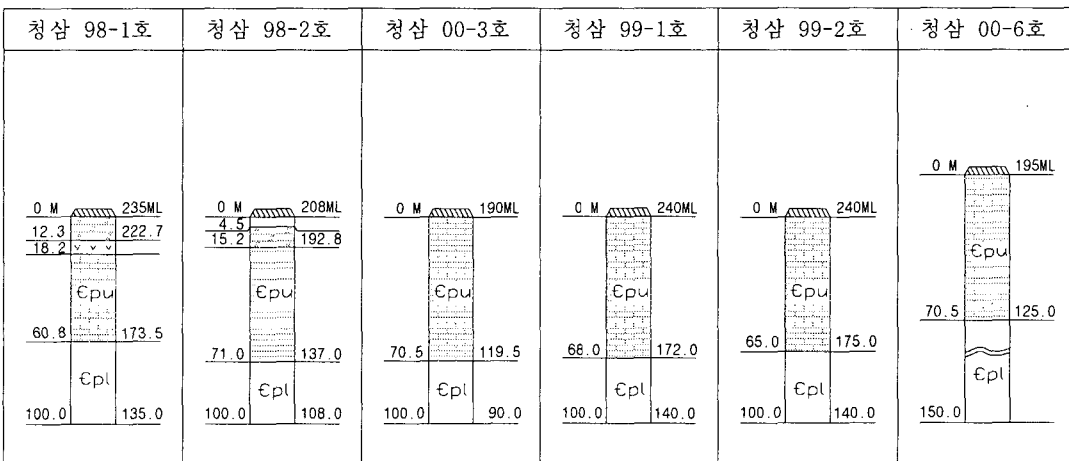 청삼 98-1호 청삼 98-2호 청삼 00-3호 청삼 99-1호 청삼 99-2호 청삼 00-6호
0 M 195ML
0 M 235ML 0 M 208ML 0 M 190ML 0 M 240ML 0 M 240ML
4.5
12.3 222.7
15.2 192.8
18.2 v v v
Єpu Єpu Єpu Єpu Єpu Єpu
70.5 125.0
60.8 173.5
65.0 175.0
68.0 172.0
71.0 137.0 70.5 119.5
Єpl Єpl Єpl Єpl Єpl Єpl
100.0 135.0 100.0 108.0 100.0 90.0 100.0 140.0 100.0 140.0 150.0